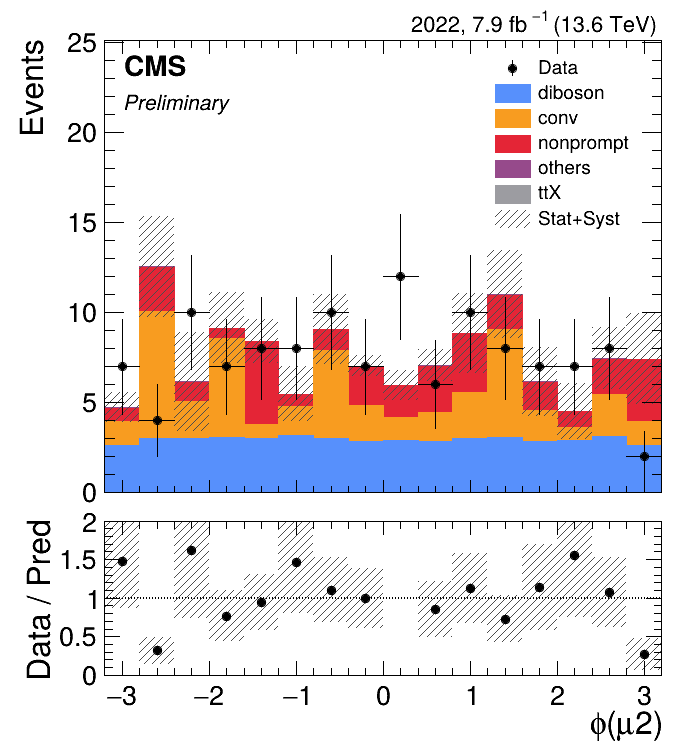 2022, 7.9 fb⁻¹ (13.6 TeV)
Events
25
20
15
10
5
0
CMS
Preliminary
Data
diboson
conv
nonprompt
others
ttX
Stat+Syst
Data / Pred
2
1.5
1
0.5
0
−3 −2 −1 0 1 2 3
ϕ(μ2)